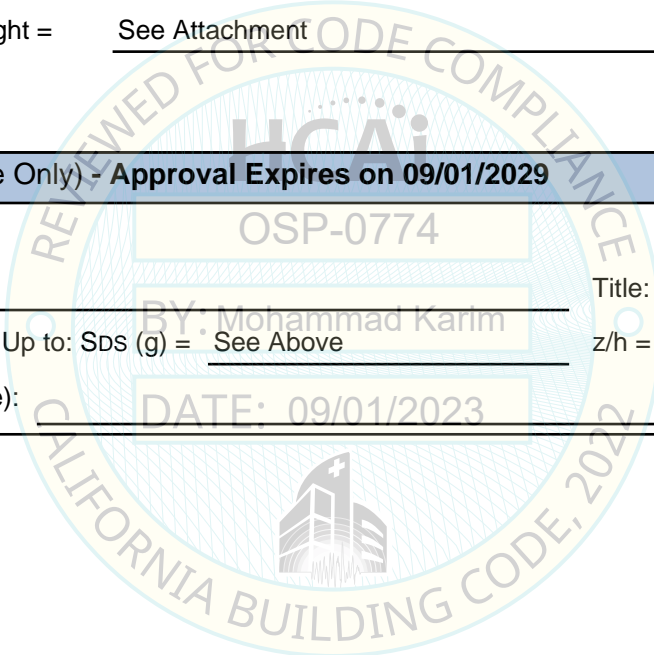 ght = See Attachment
REVIEWED FOR CODE COMPLIANCE
HCAi
e Only) - Approval Expires on 09/01/2029
OSP-0774
Title:
BY: Mohammad Karim
Up to: SDS (g) = See Above z/h =
e):
DATE: 09/01/2023
CALIFORNIA BUILDING CODE, 2022